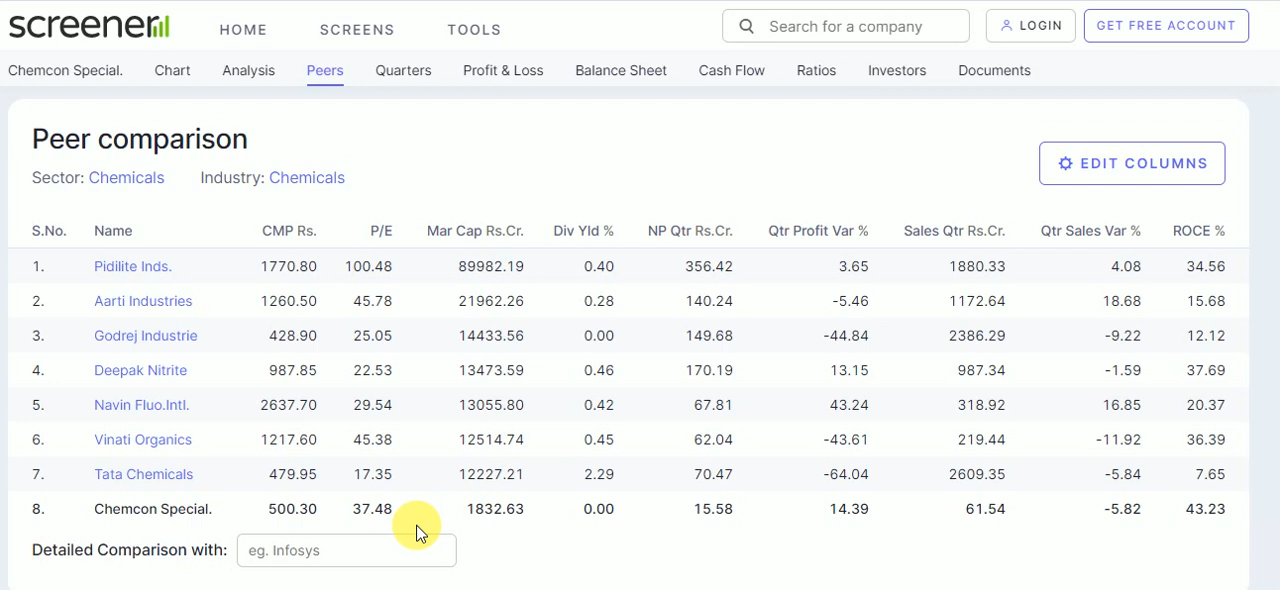 screener
HOME SCREENS TOOLS Search for a company LOGIN GET FREE ACCOUNT
Chemcon Special. Chart Analysis Peers Quarters Profit & Loss Balance Sheet Cash Flow Ratios Investors Documents
Peer comparison
EDIT COLUMNS
Sector: Chemicals Industry: Chemicals
S.No. Name CMP Rs. P/E Mar Cap Rs.Cr. Div Yld % NP Qtr Rs.Cr. Qtr Profit Var % Sales Qtr Rs.Cr. Qtr Sales Var % ROCE %
1. Pidilite Inds. 1770.80 100.48 89982.19 0.40 356.42 3.65 1880.33 4.08 34.56
2. Aarti Industries 1260.50 45.78 21962.26 0.28 140.24 -5.46 1172.64 18.68 15.68
3. Godrej Industrie 428.90 25.05 14433.56 0.00 149.68 -44.84 2386.29 -9.22 12.12
4. Deepak Nitrite 987.85 22.53 13473.59 0.46 170.19 13.15 987.34 -1.59 37.69
5. Navin Fluo.Intl. 2637.70 29.54 13055.80 0.42 67.81 43.24 318.92 16.85 20.37
6. Vinati Organics 1217.60 45.38 12514.74 0.45 62.04 -43.61 219.44 -11.92 36.39
7. Tata Chemicals 479.95 17.35 12227.21 2.29 70.47 -64.04 2609.35 -5.84 7.65
8. Chemcon Special. 500.30 37.48 1832.63 0.00 15.58 14.39 61.54 -5.82 43.23
Detailed Comparison with: eg. Infosys